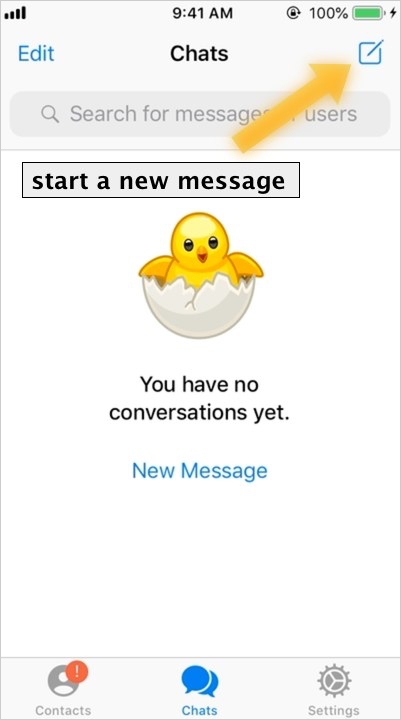 9:41 AM
100%
Edit
Chats
Search for messages or users
start a new message
You have no
conversations yet.
New Message
!
Contacts
Chats
Settings